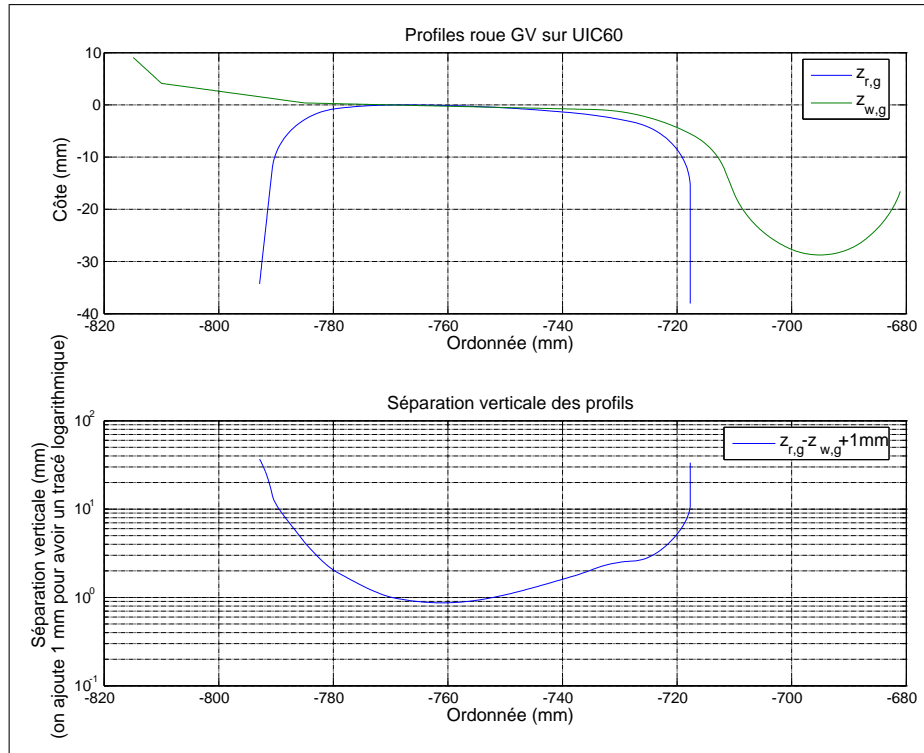 Profiles roue GV sur UIC60
10
0
-10
-20
-30
-40
Côte (mm)
z_{r,g}
z_{w,g}
-820 -800 -780 -760 -740 -720 -700 -680
Ordonnée (mm)
Séparation verticale des profils
10^2
10^1
10^0
10^{-1}
Séparation verticale (mm)
(on ajoute 1 mm pour avoir un tracé logarithmique)
z_{r,g}-z_{w,g}+1mm
-820 -800 -780 -760 -740 -720 -700 -680
Ordonnée (mm)